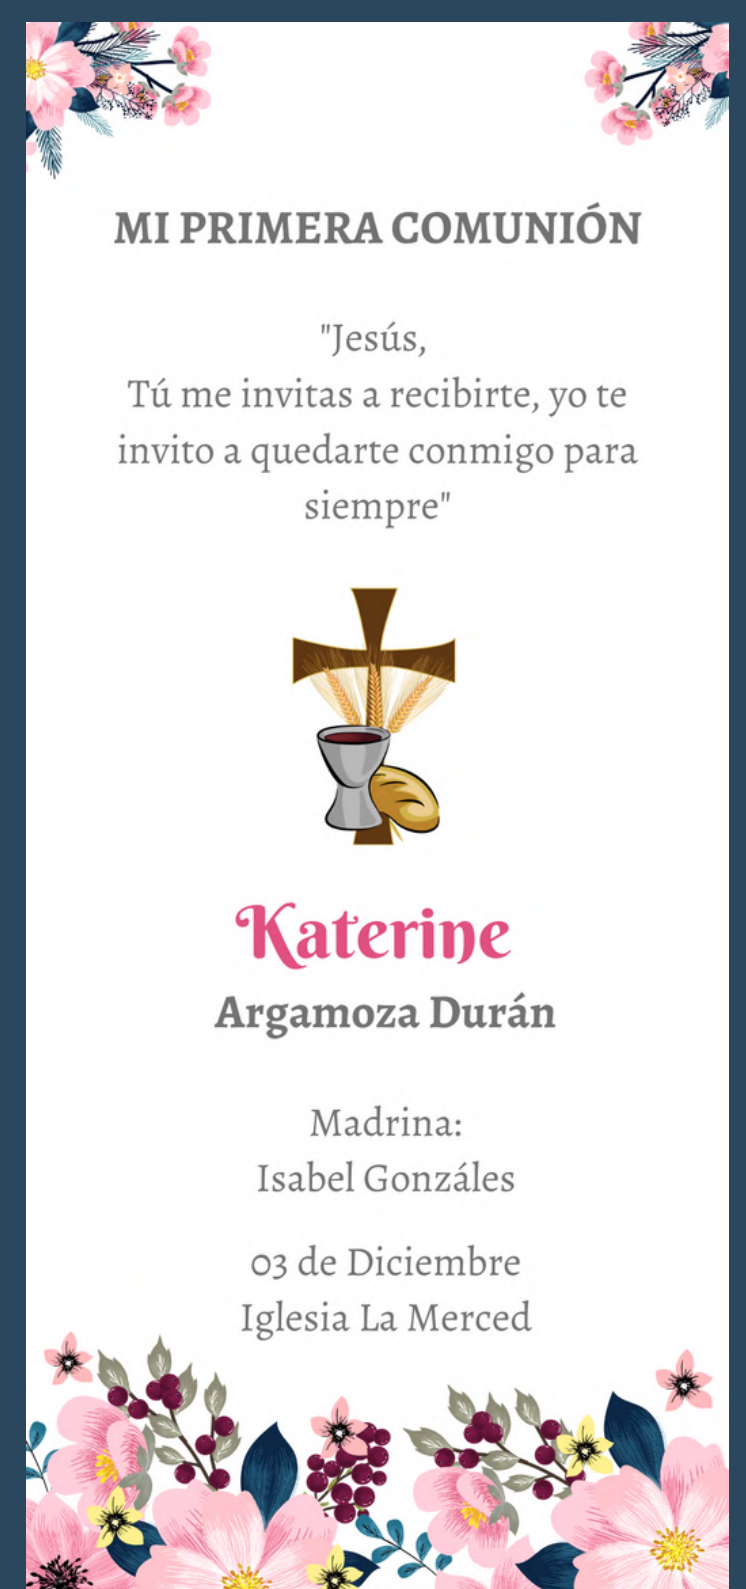 MI PRIMERA COMUNIÓN
"Jesús,
Tú me invitas a recibirte, yo te
invito a quedarte conmigo para
siempre"
Katerine
Argamoza Durán
Madrina:
Isabel Gonzáles
03 de Diciembre
Iglesia La Merced